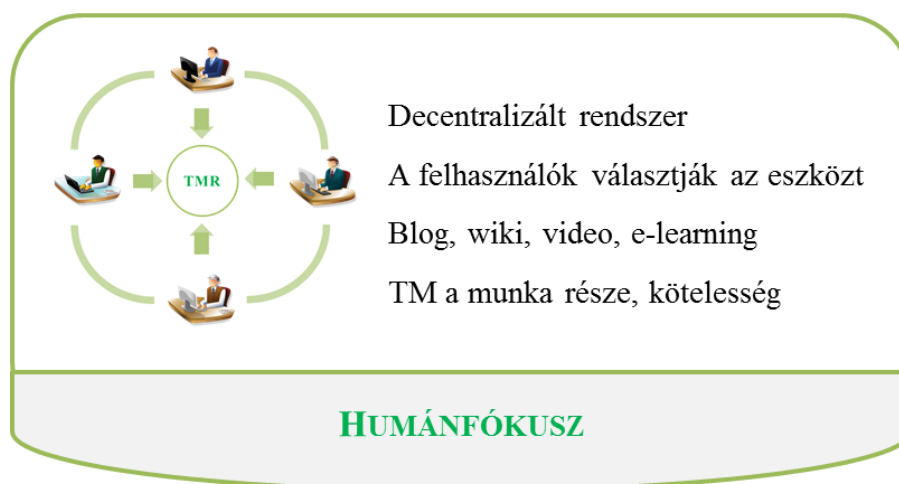 TMR
Decentralizált rendszer
A felhasználók választják az eszközt
Blog, wiki, video, e-learning
TM a munka része, kötelesség
HUMÁNFÓKUSZ